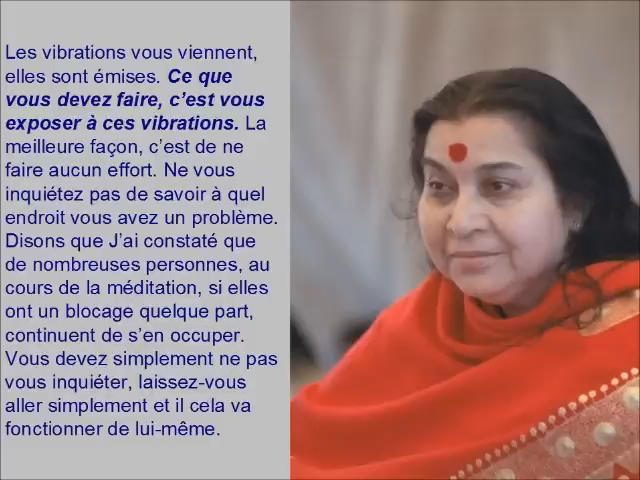 Les vibrations vous viennent,
elles sont émises. Ce que
vous devez faire, c’est vous
exposer à ces vibrations. La
meilleure façon, c’est de ne
faire aucun effort. Ne vous
inquiétez pas de savoir à quel
endroit vous avez un problème.
Disons que J’ai constaté que
de nombreuses personnes, au
cours de la méditation, si elles
ont un blocage quelque part,
continuent de s’en occuper.
Vous devez simplement ne pas
vous inquiéter, laissez-vous
aller simplement et il cela va
fonctionner de lui-même.